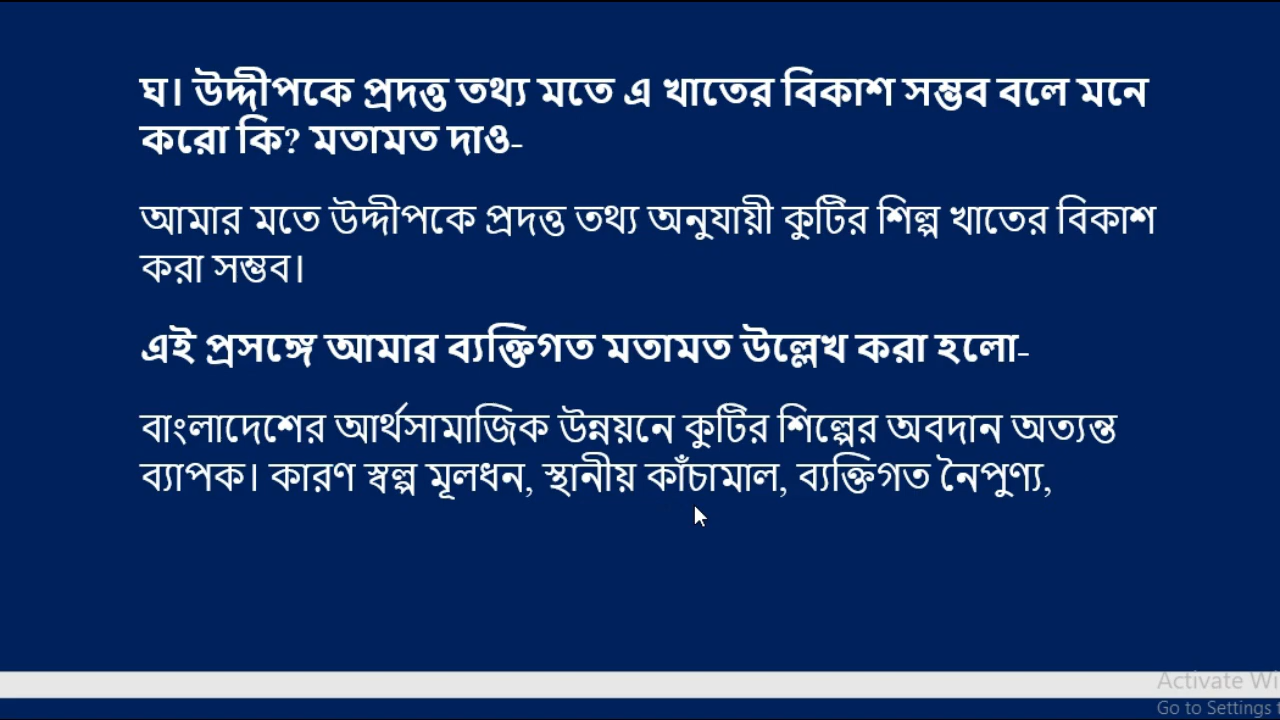 ঘ। উদ্দীপকে প্রদত্ত তথ্য মতে এ খাতের বিকাশ সম্ভব বলে মনে
করো কি? মতামত দাও-
আমার মতে উদ্দীপকে প্রদত্ত তথ্য অনুযায়ী কুটির শিল্প খাতের বিকাশ
করা সম্ভব।
এই প্রসঙ্গে আমার ব্যক্তিগত মতামত উল্লেখ করা হলো-
বাংলাদেশের আর্থসামাজিক উন্নয়নে কুটির শিল্পের অবদান অত্যন্ত
ব্যাপক। কারণ স্বল্প মূলধন, স্থানীয় কাঁচামাল, ব্যক্তিগত নৈপুণ্য,
Activate Wi
Go to Settings